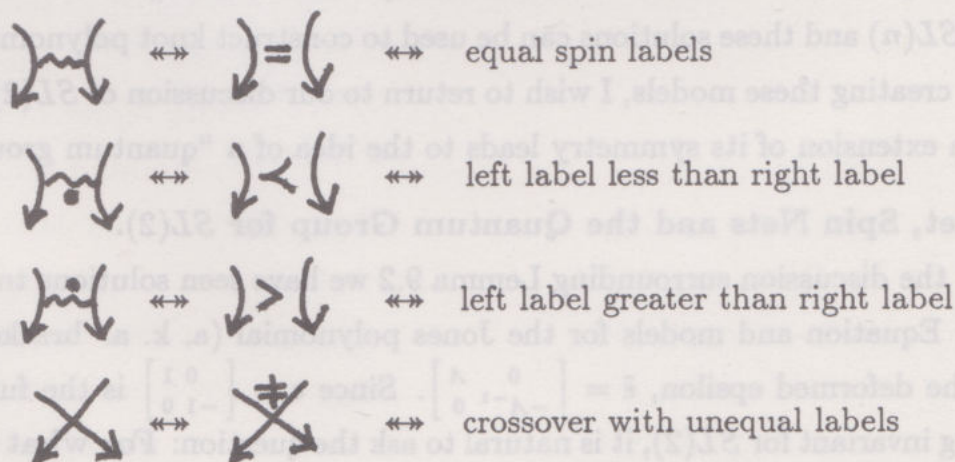 ↔ = ↔ equal spin labels
↔ < ↔ left label less than right label
↔ > ↔ left label greater than right label
↔ ≠ ↔ crossover with unequal labels